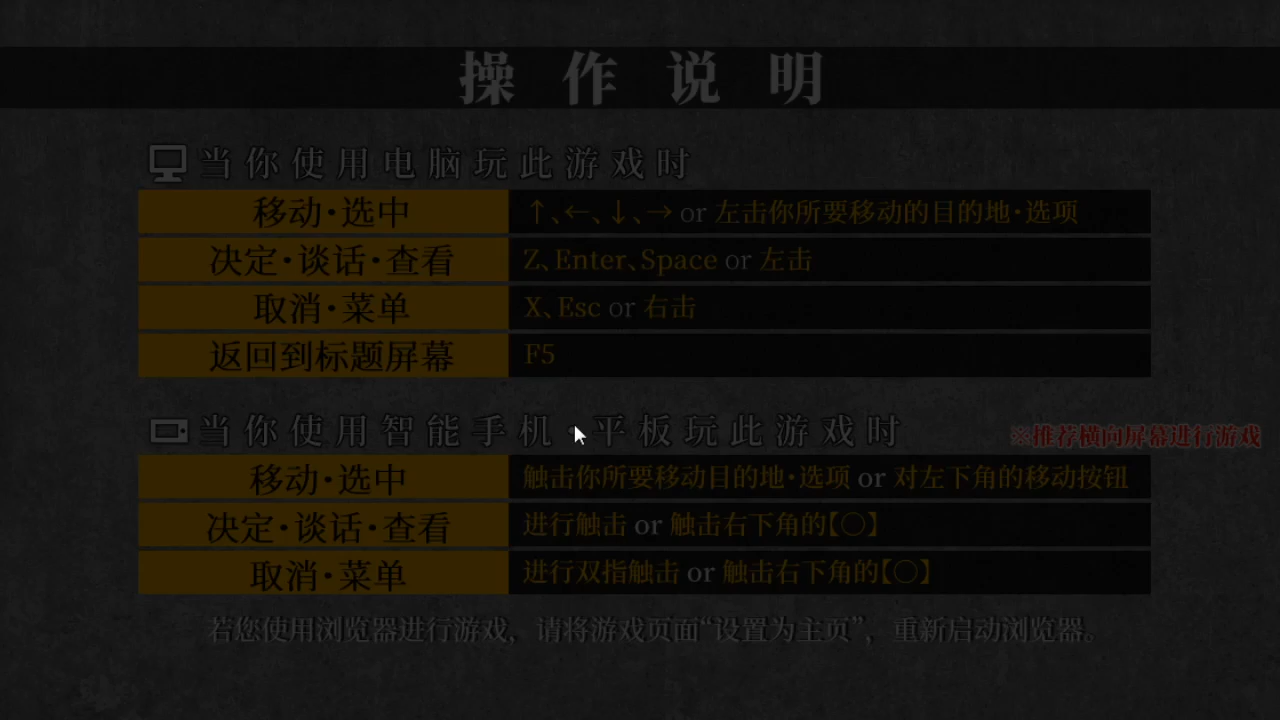 操作说明
当你使用电脑玩此游戏时
移动·选中 ↑、←、↓、→ or 左击你所要移动的目的地·选项
决定·谈话·查看 Z、Enter、Space or 左击
取消·菜单 X、Esc or 右击
返回到标题屏幕 F5
当你使用智能手机·平板玩此游戏时 ※推荐横向屏幕进行游戏
移动·选中 触击你所要移动目的地·选项 or 对左下角的移动按钮
决定·谈话·查看 进行触击 or 触击右下角的【〇】
取消·菜单 进行双指触击 or 触击右下角的【〇】
若您使用浏览器进行游戏，请将游戏页面“设置为主页”，重新启动浏览器。